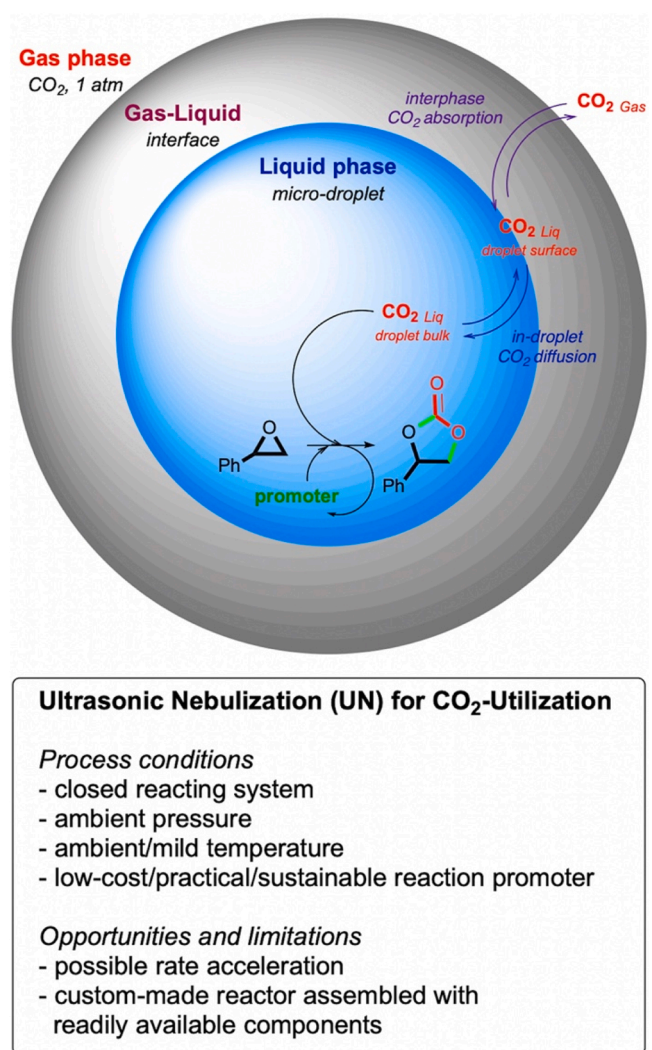 Gas phase
CO₂, 1 atm
Gas-Liquid
interface
Liquid phase
micro-droplet
interphase
CO₂ absorption
CO₂ Gas
CO₂ Liq
droplet surface
CO₂ Liq
droplet bulk
in-droplet
CO₂ diffusion
O
Ph
promoter
O
O
O
Ph
Ultrasonic Nebulization (UN) for CO₂-Utilization
Process conditions
- closed reacting system
- ambient pressure
- ambient/mild temperature
- low-cost/practical/sustainable reaction promoter
Opportunities and limitations
- possible rate acceleration
- custom-made reactor assembled with
readily available components